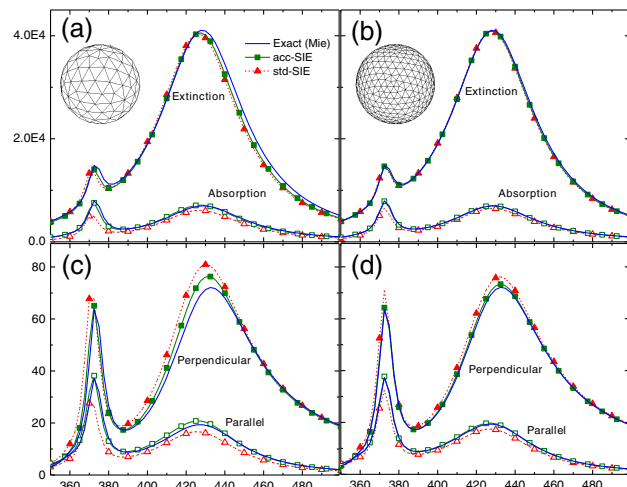 (a)
Exact (Mie)
acc-SIE
std-SIE
Extinction
Absorption
4.0E4
2.0E4
0.0
(b)
Extinction
Absorption
(c)
Perpendicular
Parallel
80
60
40
20
0
360 380 400 420 440 460 480
(d)
Perpendicular
Parallel
360 380 400 420 440 460 480